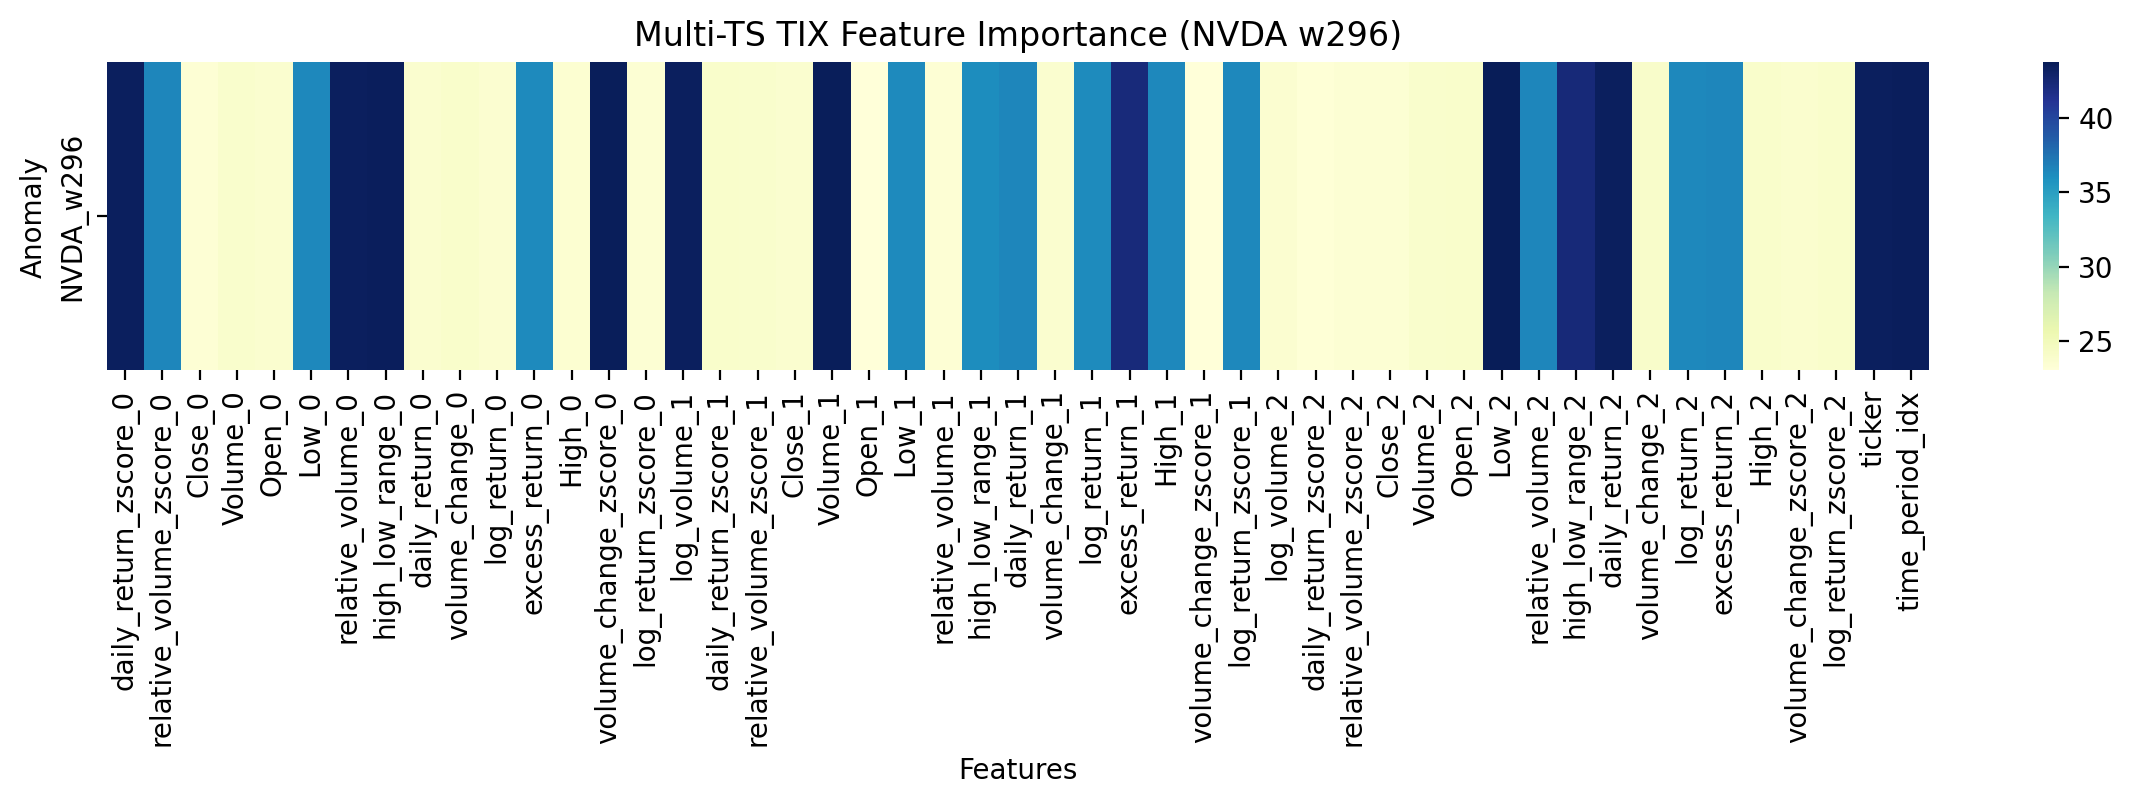 Multi-TS TIX Feature Importance (NVDA w296)
Anomaly
NVDA_w296
40
35
30
25
daily_return_zscore_0
relative_volume_zscore_0
Close_0
Volume_0
Open_0
Low_0
relative_volume_0
high_low_range_0
daily_return_0
volume_change_0
log_return_0
excess_return_0
High_0
volume_change_zscore_0
log_return_zscore_0
log_volume_1
daily_return_zscore_1
relative_volume_zscore_1
Close_1
Volume_1
Open_1
Low_1
relative_volume_1
high_low_range_1
daily_return_1
volume_change_1
log_return_1
excess_return_1
High_1
volume_change_zscore_1
log_return_zscore_1
log_volume_2
daily_return_zscore_2
relative_volume_zscore_2
Close_2
Volume_2
Open_2
Low_2
relative_volume_2
high_low_range_2
daily_return_2
volume_change_2
log_return_2
excess_return_2
High_2
volume_change_zscore_2
log_return_zscore_2
ticker
time_period_idx
Features